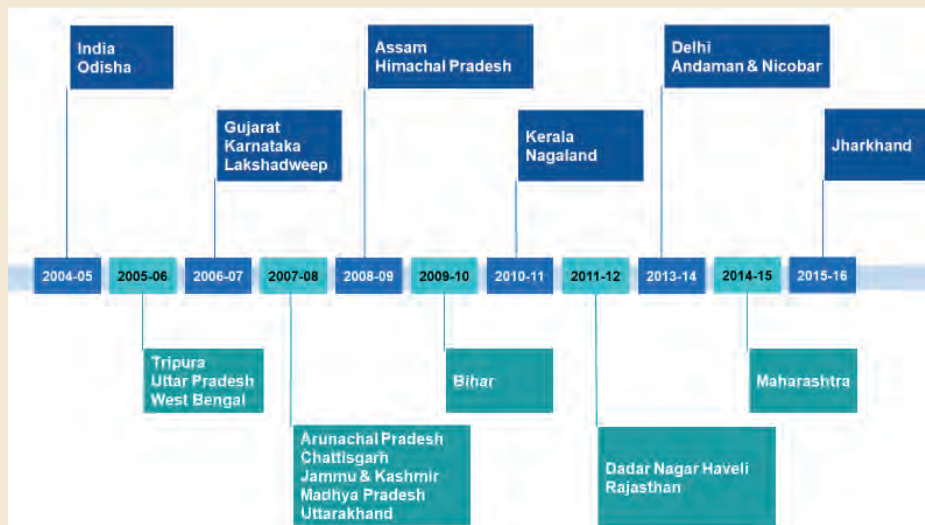 India
Odisha
Assam
Himachal Pradesh
Delhi
Andaman & Nicobar
Gujarat
Karnataka
Lakshadweep
Kerala
Nagaland
Jharkhand
2004-05
2005-06
2006-07
2007-08
2008-09
2009-10
2010-11
2011-12
2013-14
2014-15
2015-16
Tripura
Uttar Pradesh
West Bengal
Bihar
Maharashtra
Arunachal Pradesh
Chattisgarh
Jammu & Kashmir
Madhya Pradesh
Uttarakhand
Dadar Nagar Haveli
Rajasthan